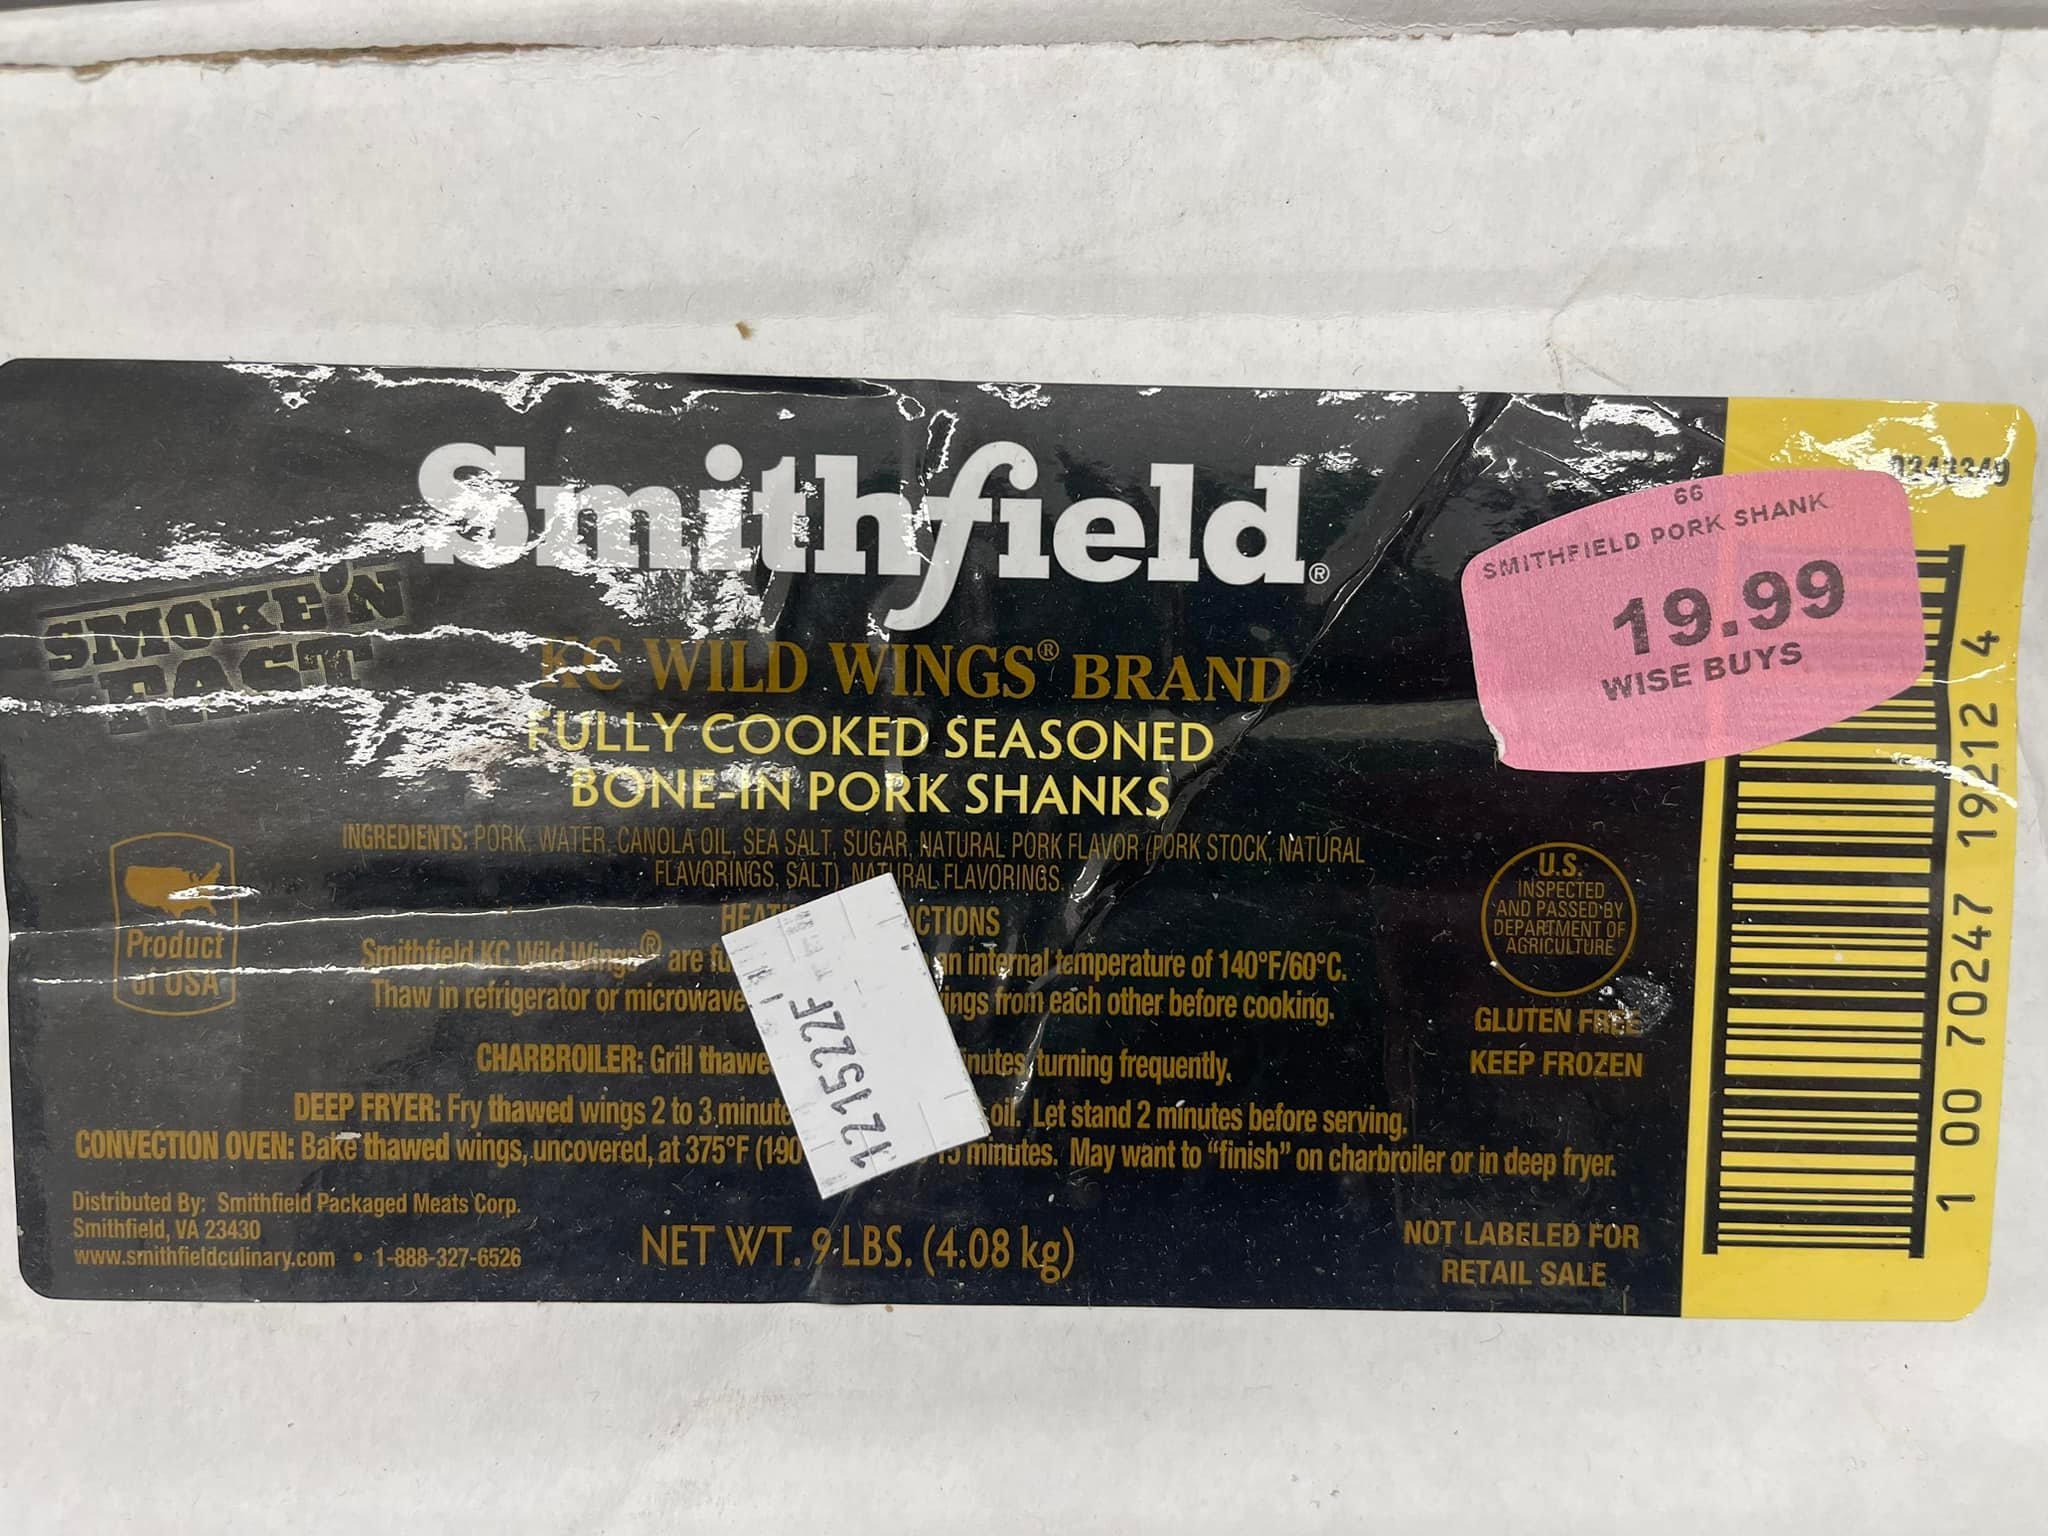 Smithfield®
SMOKE'N
FAST
KC WILD WINGS® BRAND
FULLY COOKED SEASONED
BONE-IN PORK SHANKS
66
SMITHFIELD PORK SHANK
19.99
WISE BUYS
INGREDIENTS: PORK, WATER, CANOLA OIL, SEA SALT, SUGAR, NATURAL PORK FLAVOR (PORK STOCK, NATURAL
FLAVORINGS, SALT), NATURAL FLAVORINGS.
Smithfield KC Wild Wings® are an internal temperature of 140°F/60°C.
Thaw in refrigerator or microwave from each other before cooking.
CHARBROILER: Grill turning frequently.
DEEP FRYER: Fry thawed wings 2 to 3 oil. Let stand 2 minutes before serving.
CONVECTION OVEN: Bake thawed wings, uncovered, at 375°F (190 minutes. May want to “finish” on charbroiler or in deep fryer.
121522F
Product
of USA
U.S.
INSPECTED
AND PASSED BY
DEPARTMENT OF
AGRICULTURE
GLUTEN FREE
KEEP FROZEN
Distributed By: Smithfield Packaged Meats Corp.
Smithfield, VA 23430
www.smithfieldculinary.com • 1-888-327-6526
NET WT. 9 LBS. (4.08 kg)
NOT LABELED FOR
RETAIL SALE
1 00 70247 19212 4